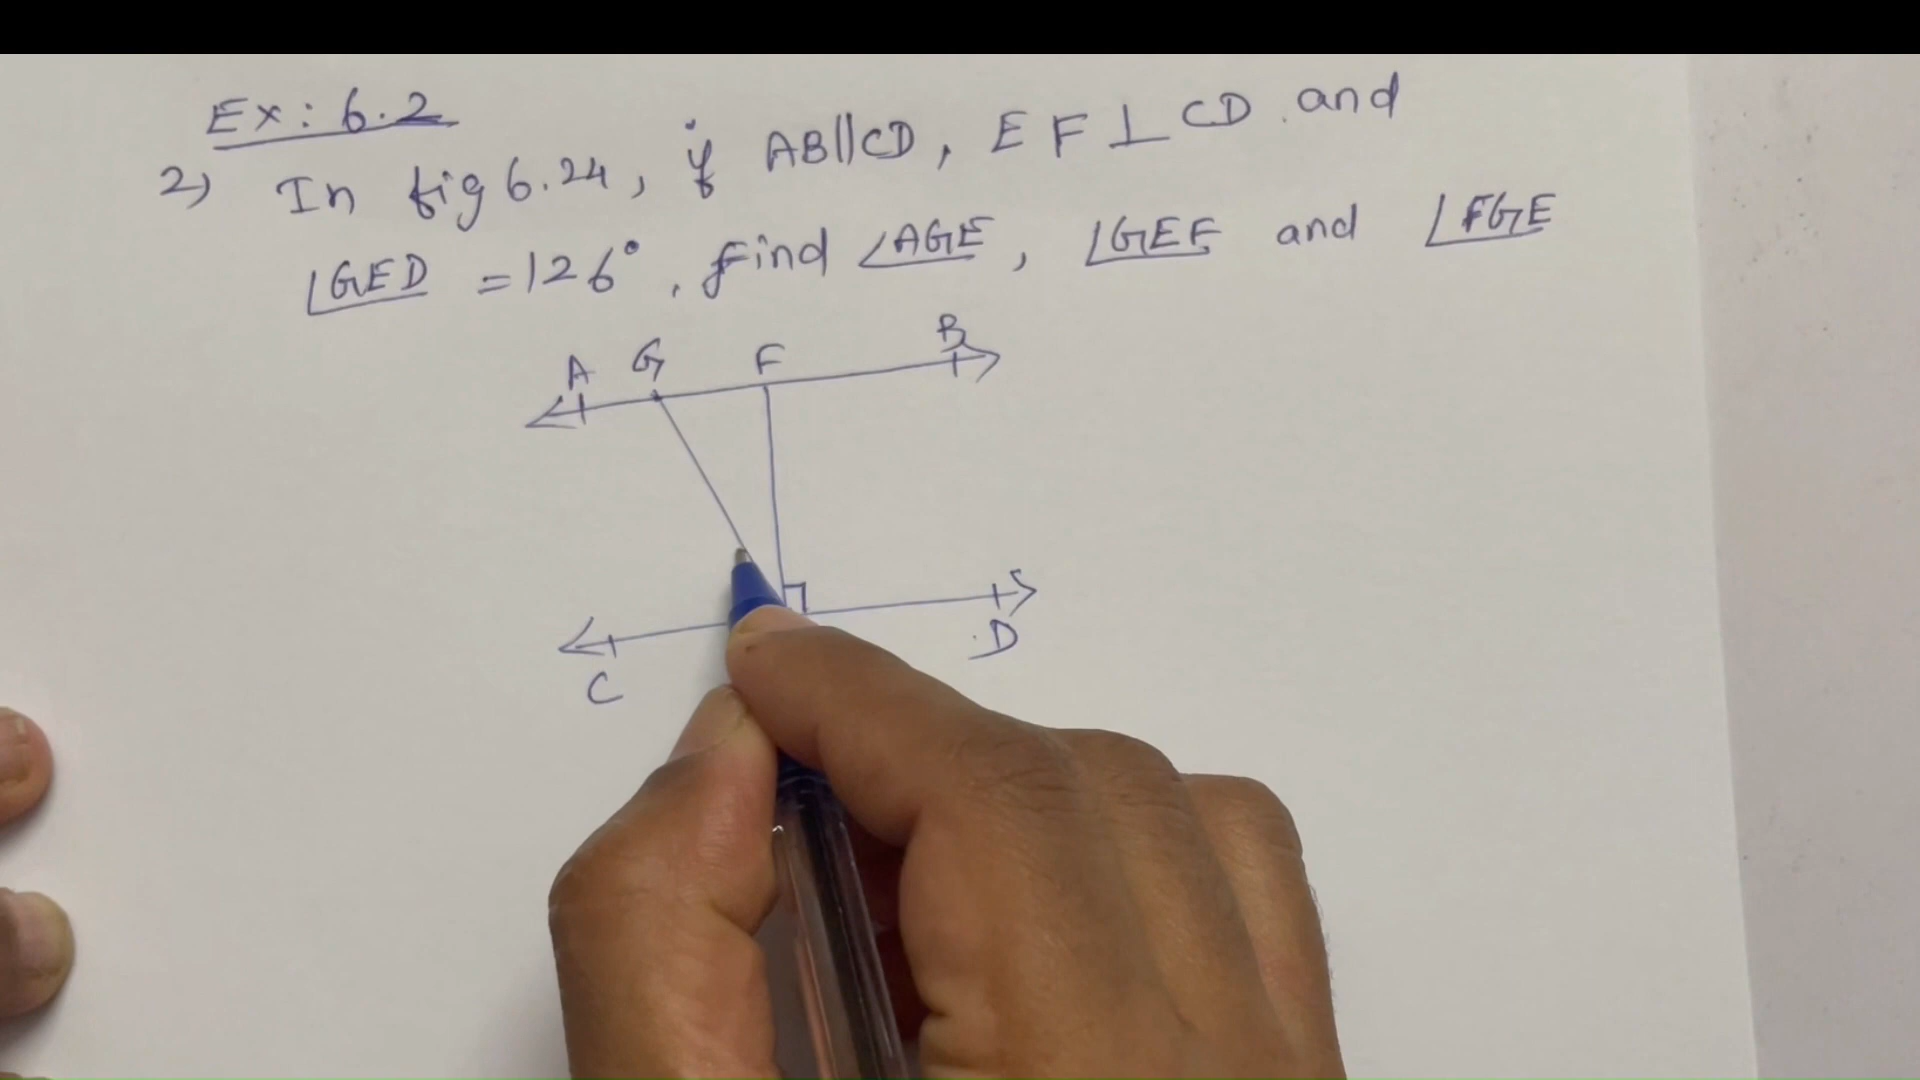 Ex: 6.2
2) In fig 6.24, if AB||CD, EF⊥CD and
∠GED = 126°, find ∠AGE, ∠GEF and ∠FGE
A G F B
C D